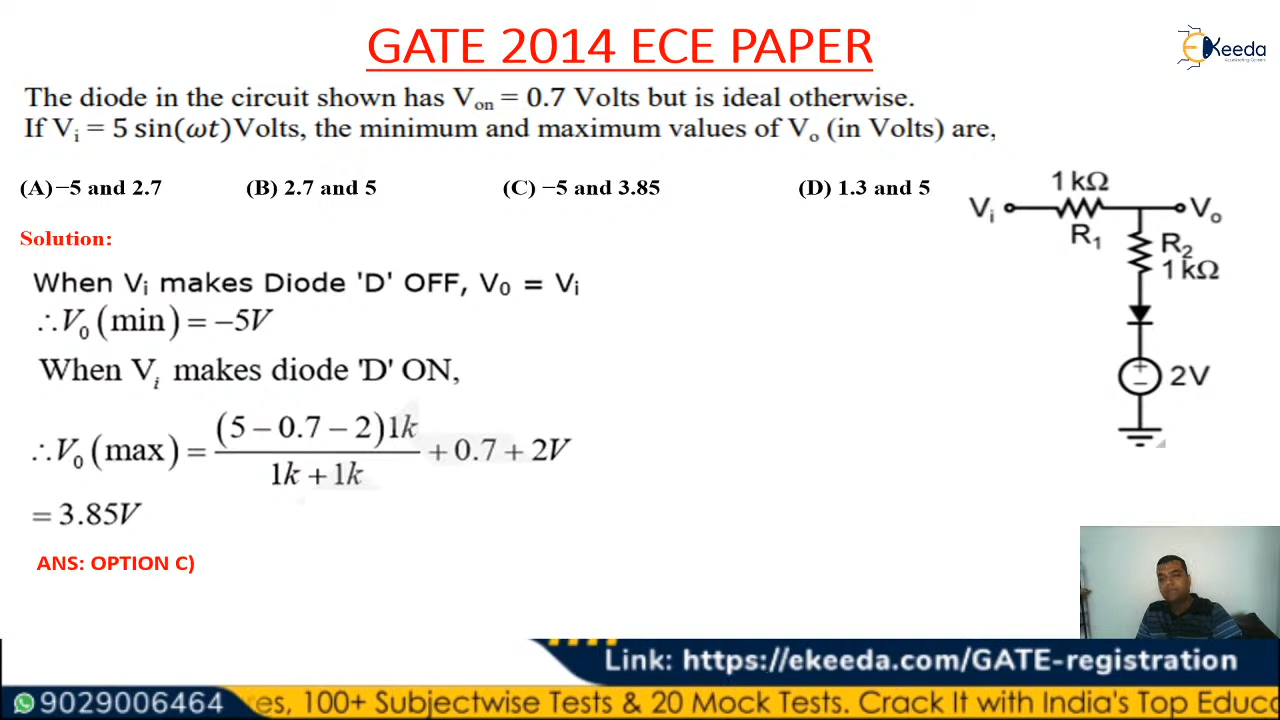 GATE 2014 ECE PAPER
EKeeda
The diode in the circuit shown has Von = 0.7 Volts but is ideal otherwise.
If Vi = 5 sin(ωt)Volts, the minimum and maximum values of Vo (in Volts) are,
(A) −5 and 2.7 (B) 2.7 and 5 (C) −5 and 3.85 (D) 1.3 and 5
1 kΩ
Vi
Vo
R1
R2
1 kΩ
+
−
2V
Solution:
When Vi makes Diode 'D' OFF, V0 = Vi
∴V0 (min) = −5V
When Vi makes diode 'D' ON,
∴V0 (max) = (5 − 0.7 − 2)1k / 1k + 1k + 0.7 + 2V
= 3.85V
ANS: OPTION C)
Link: https://ekeeda.com/GATE-registration
9029006464 es, 100+ Subjectwise Tests & 20 Mock Tests. Crack It with India's Top Educa